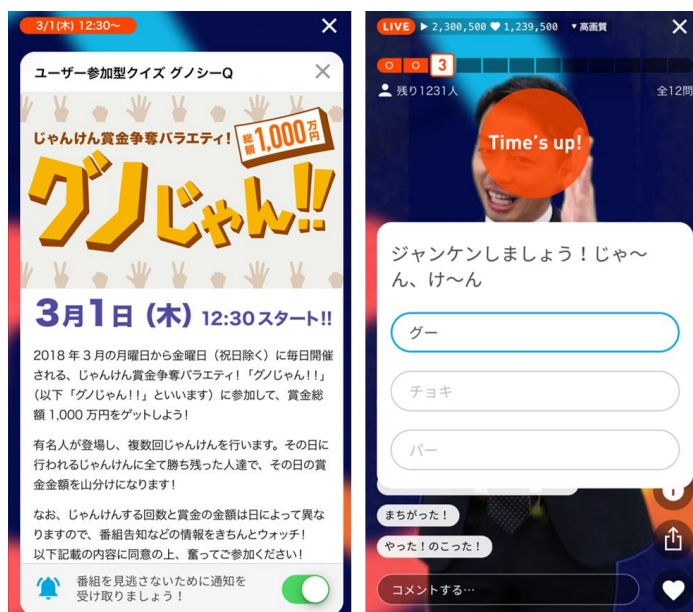 3/1(木) 12:30〜
ユーザー参加型クイズ グノシーQ
じゃんけん賞金争奪バラエティ!
総額1,000万円
グノじゃん!!
3月1日(木) 12:30スタート!!
2018年3月の月曜日から金曜日(祝日除く)に毎日開催
される、じゃんけん賞金争奪バラエティ!「グノじゃん!!」
(以下「グノじゃん!!」といいます)に参加して、賞金総
額1,000万円をゲットしよう!
有名人が登場し、複数回じゃんけんを行います。その日に
行われるじゃんけんに全て勝ち残った人達で、その日の賞
金金額を山分けになります!
なお、じゃんけんする回数と賞金の金額は日によって異な
りますので、番組告知などの情報をきちんとウォッチ!
以下記載の内容に同意の上、奮ってご参加ください!
番組を見逃さないために通知を
受け取りましょう!
LIVE ▶ 2,300,500 ♥ 1,239,500 ▼高画質
3
残り1231人
全12問
Time's up!
ジャンケンしましょう!じゃ〜
ん、け〜ん
グー
チョキ
パー
まちがった!
やった!のこった!
コメントする…